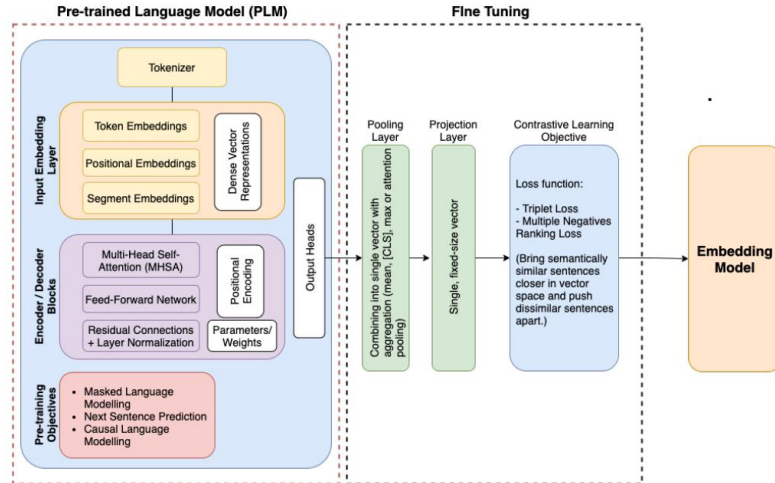 Pre-trained Language Model (PLM)
FIne Tuning
Tokenizer
Input Embedding
Layer
Token Embeddings
Positional Embeddings
Segment Embeddings
Dense Vector
Representations
Encoder / Decoder
Blocks
Multi-Head Self-
Attention (MHSA)
Feed-Forward Network
Residual Connections
+ Layer Normalization
Positional
Encoding
Parameters/
Weights
Output Heads
Pre-training
Objectives
• Masked Language
Modelling
• Next Sentence Prediction
• Causal Language
Modelling
Pooling
Layer
Combining into single vector with
aggregation (mean, [CLS], max or attention
pooling)
Projection
Layer
Single, fixed-size vector
Contrastive Learning
Objective
Loss function:
- Triplet Loss
- Multiple Negatives
Ranking Loss
(Bring semantically
similar sentences
closer in vector
space and push
dissimilar sentences
apart.)
Embedding
Model